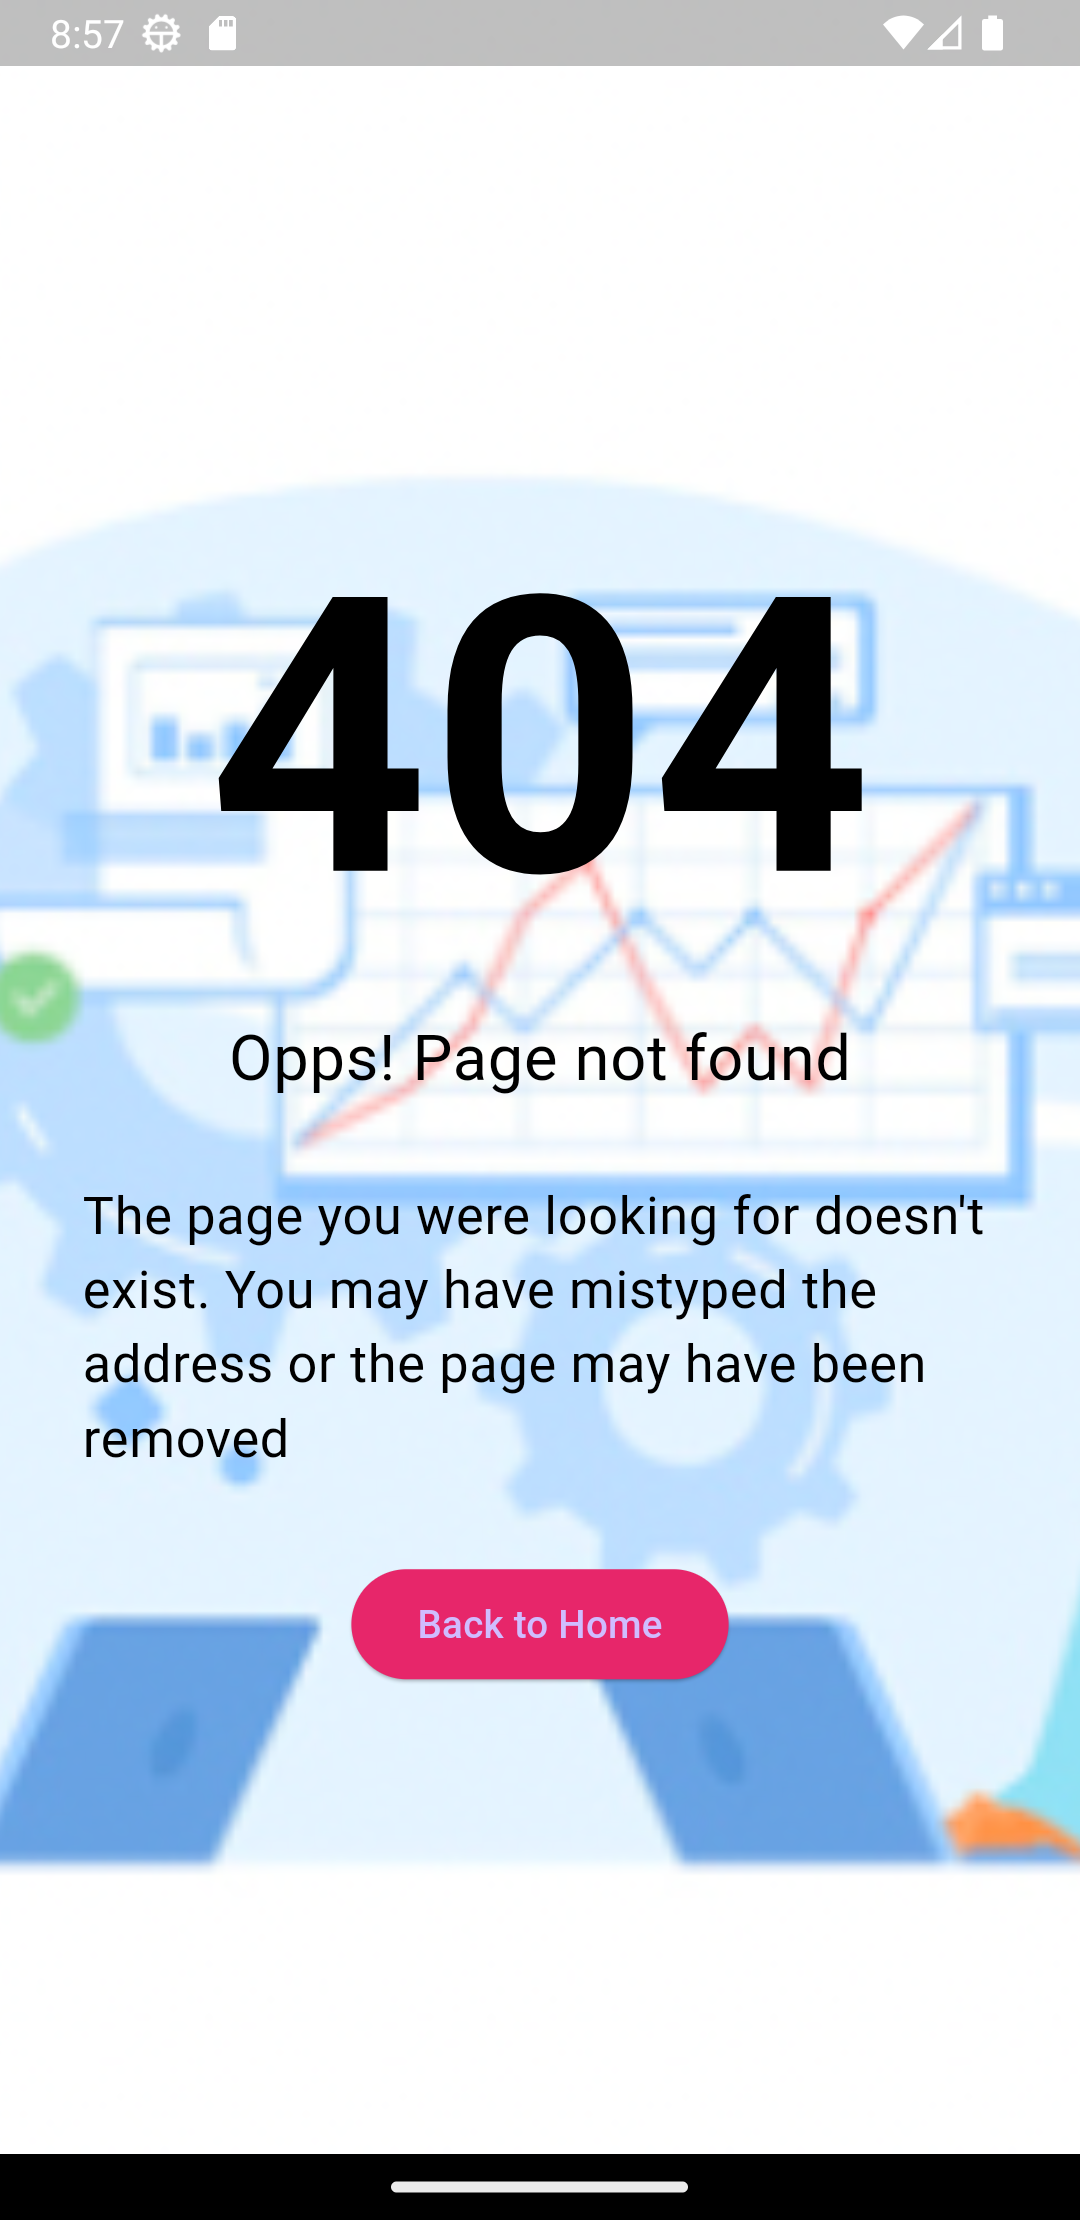 8:57
404
Opps! Page not found
The page you were looking for doesn't
exist. You may have mistyped the
address or the page may have been
removed
Back to Home